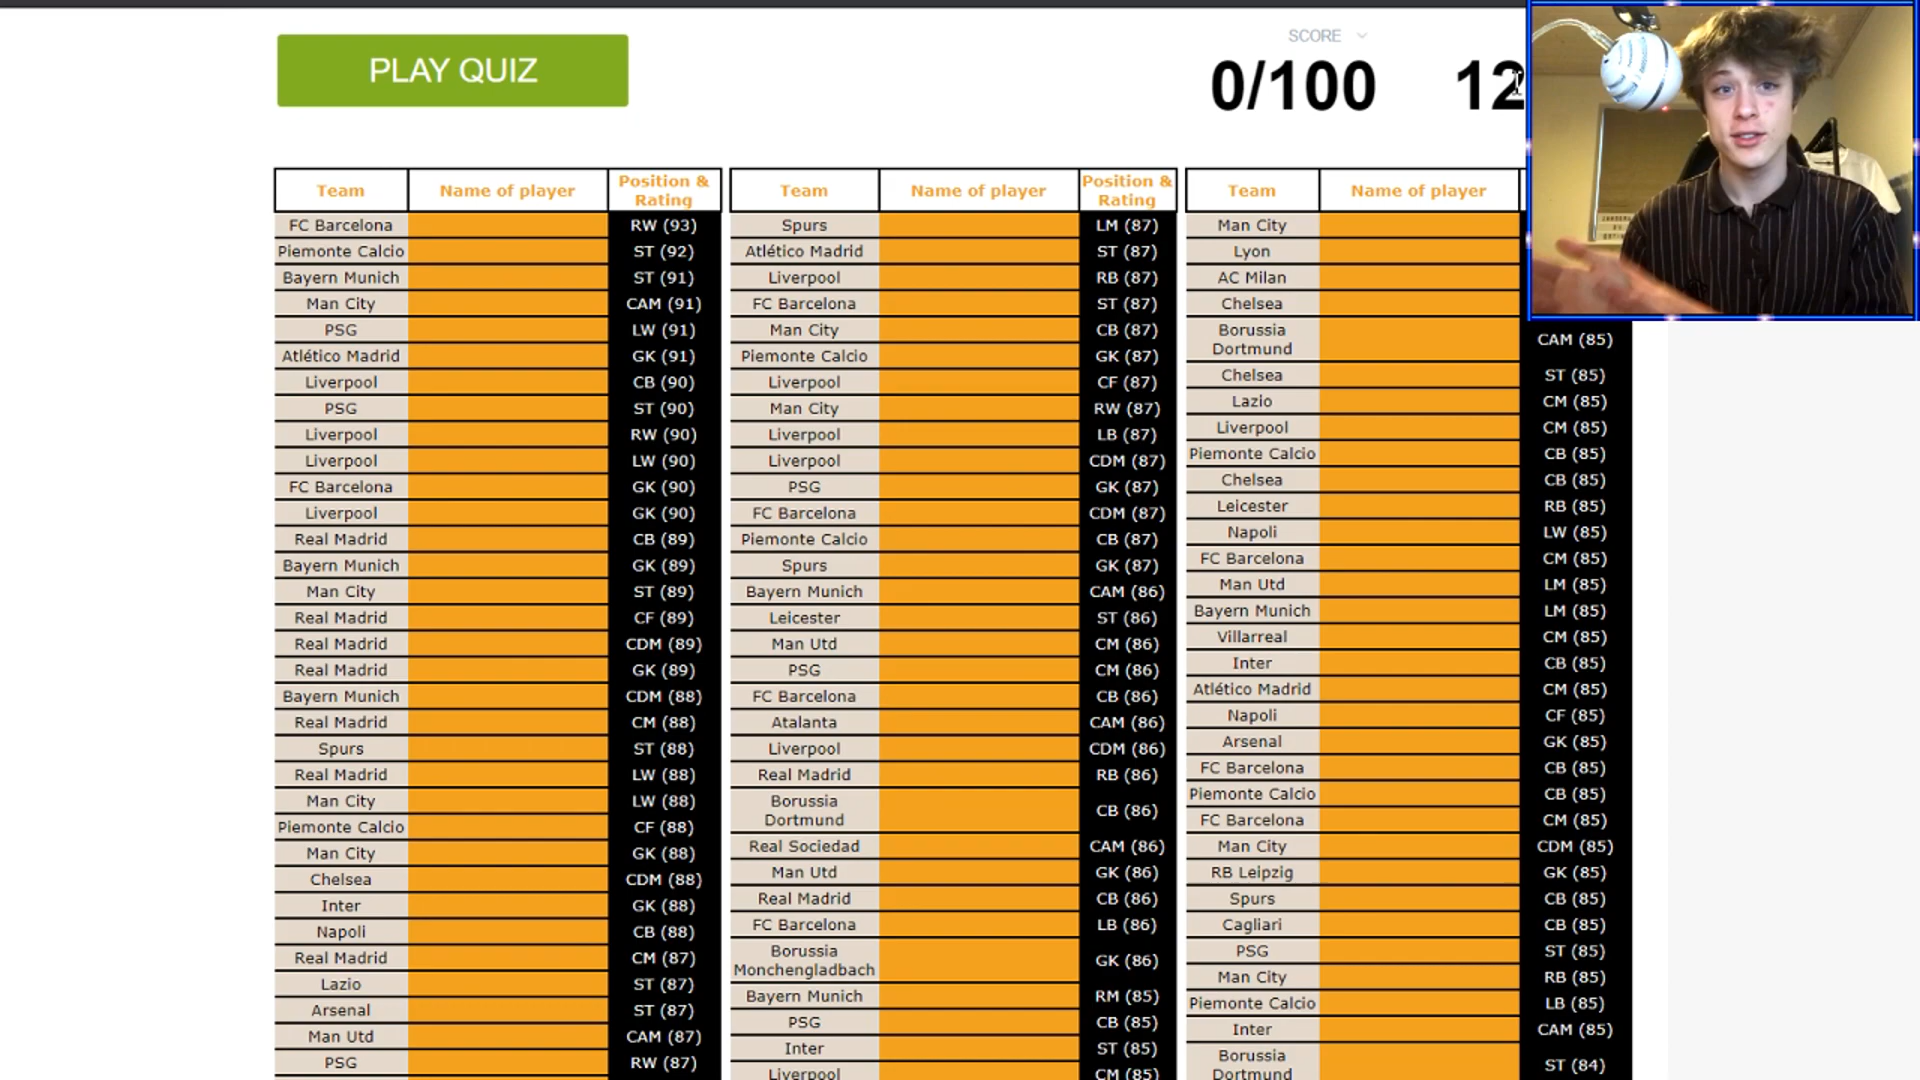 PLAY QUIZ
SCORE
0/100
12
Team Name of player Position & Rating
FC Barcelona RW (93)
Piemonte Calcio ST (92)
Bayern Munich ST (91)
Man City CAM (91)
PSG LW (91)
Atlético Madrid GK (91)
Liverpool CB (90)
PSG ST (90)
Liverpool RW (90)
Liverpool LW (90)
FC Barcelona GK (90)
Liverpool GK (90)
Real Madrid CB (89)
Bayern Munich GK (89)
Man City ST (89)
Real Madrid CF (89)
Real Madrid CDM (89)
Real Madrid GK (89)
Bayern Munich CDM (88)
Real Madrid CM (88)
Spurs ST (88)
Real Madrid LW (88)
Man City LW (88)
Piemonte Calcio CF (88)
Man City GK (88)
Chelsea CDM (88)
Inter GK (88)
Napoli CB (88)
Real Madrid CM (87)
Lazio ST (87)
Arsenal ST (87)
Man Utd CAM (87)
PSG RW (87)
Team Name of player Position & Rating
Spurs LM (87)
Atlético Madrid ST (87)
Liverpool RB (87)
FC Barcelona ST (87)
Man City CB (87)
Piemonte Calcio GK (87)
Liverpool CF (87)
Man City RW (87)
Liverpool LB (87)
Liverpool CDM (87)
PSG GK (87)
FC Barcelona CDM (87)
Piemonte Calcio CB (87)
Spurs GK (87)
Bayern Munich CAM (86)
Leicester ST (86)
Man Utd CM (86)
PSG CM (86)
FC Barcelona CB (86)
Atalanta CAM (86)
Liverpool CDM (86)
Real Madrid RB (86)
Borussia Dortmund CB (86)
Real Sociedad CAM (86)
Man Utd GK (86)
Real Madrid CB (86)
FC Barcelona LB (86)
Borussia Monchengladbach GK (86)
Bayern Munich RM (85)
PSG CB (85)
Inter ST (85)
Liverpool CM (85)
Team Name of player
Man City
Lyon
AC Milan
Chelsea
Borussia Dortmund CAM (85)
Chelsea ST (85)
Lazio CM (85)
Liverpool CM (85)
Piemonte Calcio CB (85)
Chelsea CB (85)
Leicester RB (85)
Napoli LW (85)
FC Barcelona CM (85)
Man Utd LM (85)
Bayern Munich LM (85)
Villarreal CM (85)
Inter CB (85)
Atlético Madrid CM (85)
Napoli CF (85)
Arsenal GK (85)
FC Barcelona CB (85)
Piemonte Calcio CB (85)
FC Barcelona CM (85)
Man City CDM (85)
RB Leipzig GK (85)
Spurs CB (85)
Cagliari CB (85)
PSG ST (85)
Man City RB (85)
Piemonte Calcio LB (85)
Inter CAM (85)
Borussia Dortmund ST (84)